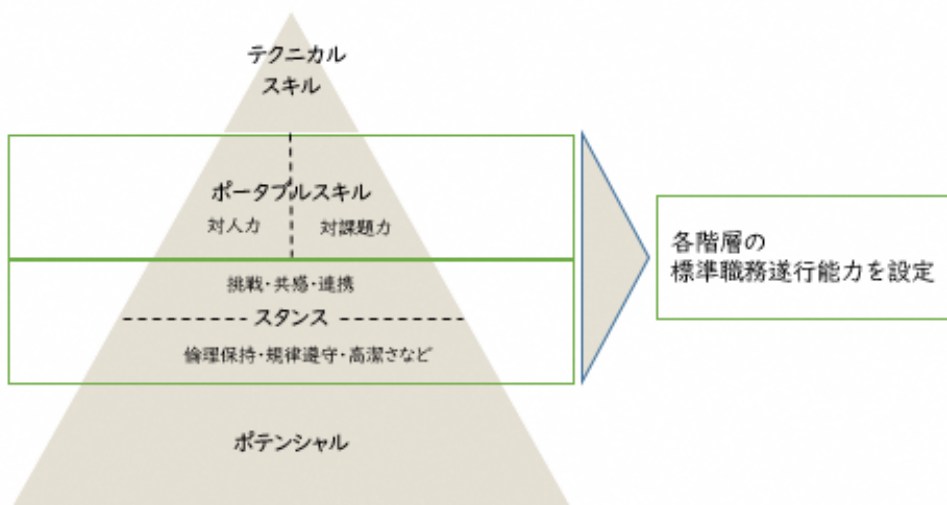 テクニカル
スキル
ポータブルスキル
対人力
対課題力
挑戦・共感・連携
スタンス
倫理保持・規律遵守・高潔さなど
ポテンシャル
各階層の
標準職務遂行能力を設定